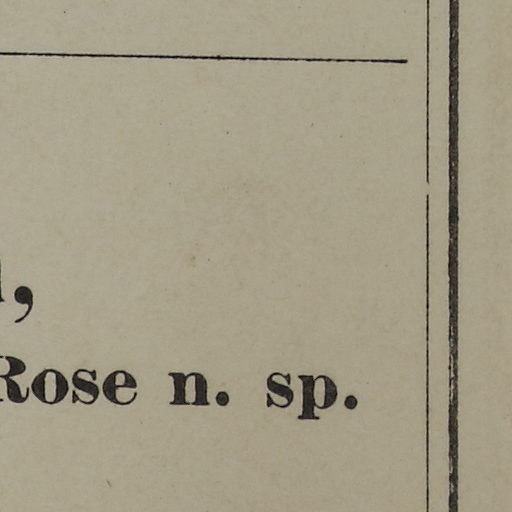 ,
Rose n. sp.